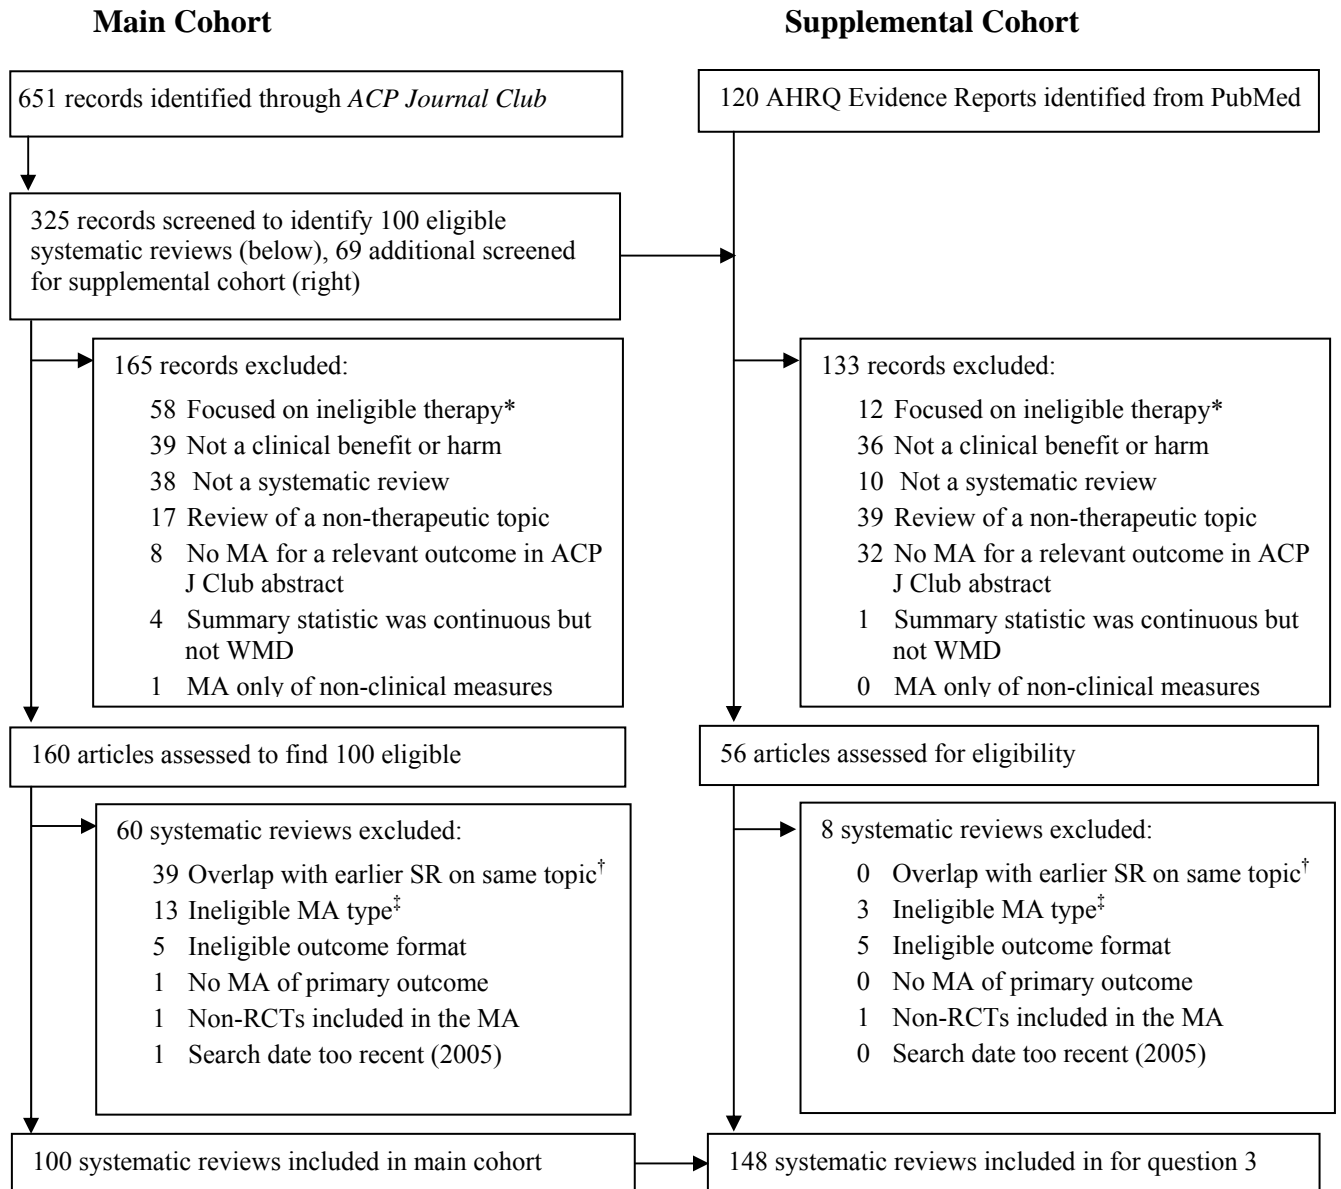 Main Cohort
651 records identified through ACP Journal Club
325 records screened to identify 100 eligible
systematic reviews (below), 69 additional screened
for supplemental cohort (right)
165 records excluded:
58 Focused on ineligible therapy*
39 Not a clinical benefit or harm
38 Not a systematic review
17 Review of a non-therapeutic topic
8 No MA for a relevant outcome in ACP
J Club abstract
4 Summary statistic was continuous but
not WMD
1 MA only of non-clinical measures
160 articles assessed to find 100 eligible
60 systematic reviews excluded:
39 Overlap with earlier SR on same topic†
13 Ineligible MA type‡
5 Ineligible outcome format
1 No MA of primary outcome
1 Non-RCTs included in the MA
1 Search date too recent (2005)
100 systematic reviews included in main cohort
Supplemental Cohort
120 AHRQ Evidence Reports identified from PubMed
133 records excluded:
12 Focused on ineligible therapy*
36 Not a clinical benefit or harm
10 Not a systematic review
39 Review of a non-therapeutic topic
32 No MA for a relevant outcome in ACP
J Club abstract
1 Summary statistic was continuous but
not WMD
0 MA only of non-clinical measures
56 articles assessed for eligibility
8 systematic reviews excluded:
0 Overlap with earlier SR on same topic†
3 Ineligible MA type‡
5 Ineligible outcome format
0 No MA of primary outcome
1 Non-RCTs included in the MA
0 Search date too recent (2005)
148 systematic reviews included in for question 3